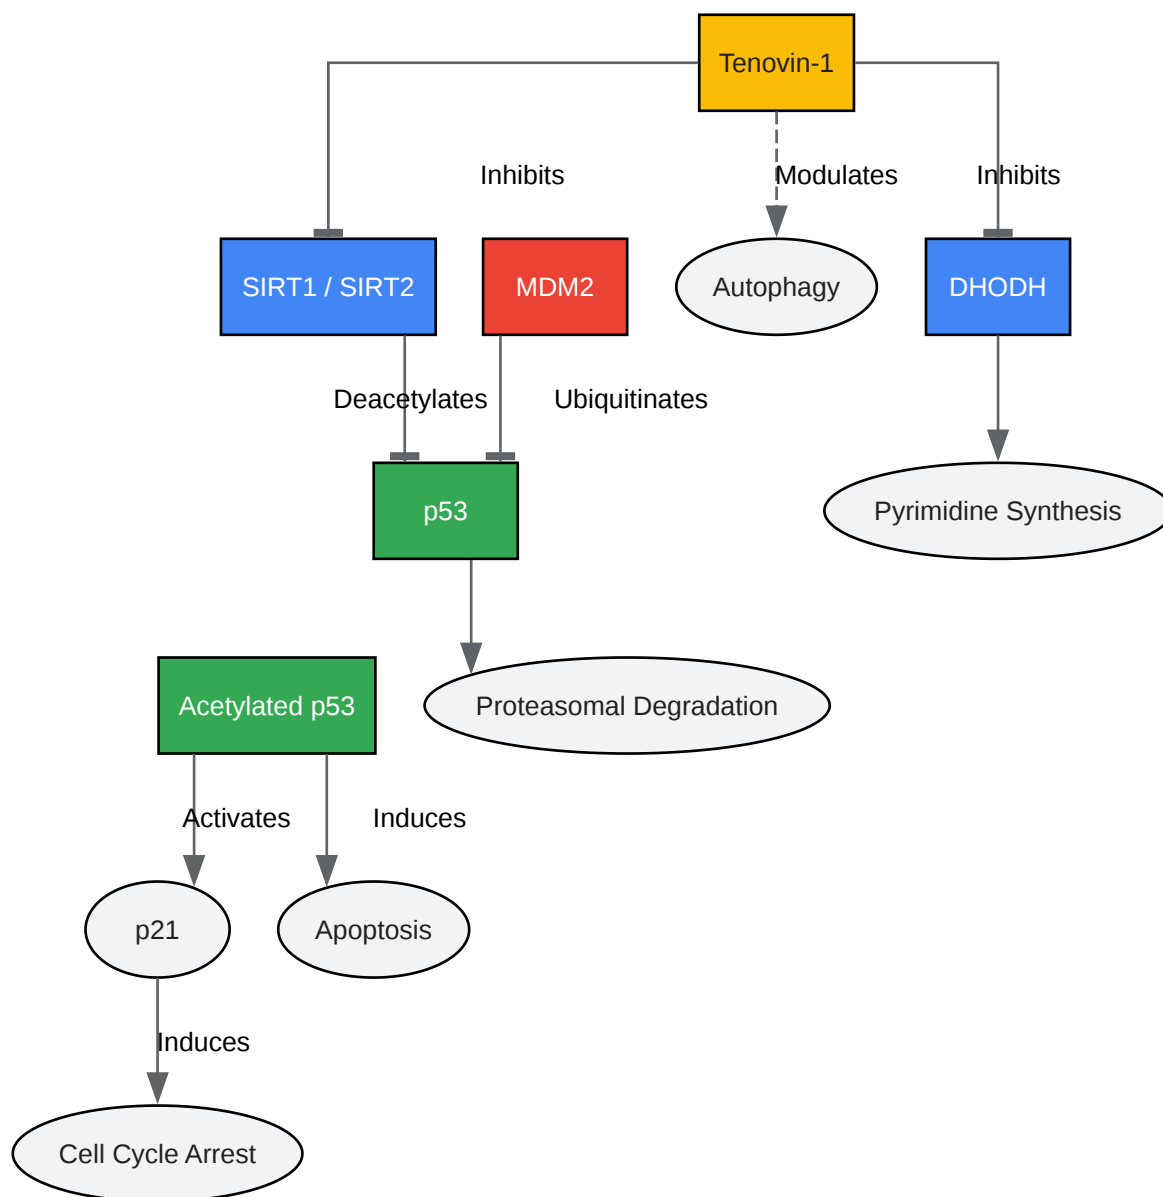 Tenovin-1
Inhibits
Modulates
Inhibits
SIRT1 / SIRT2
MDM2
Autophagy
DHODH
Deacetylates
Ubiquitinates
p53
Pyrimidine Synthesis
Acetylated p53
Proteasomal Degradation
Activates
Induces
p21
Apoptosis
Induces
Cell Cycle Arrest